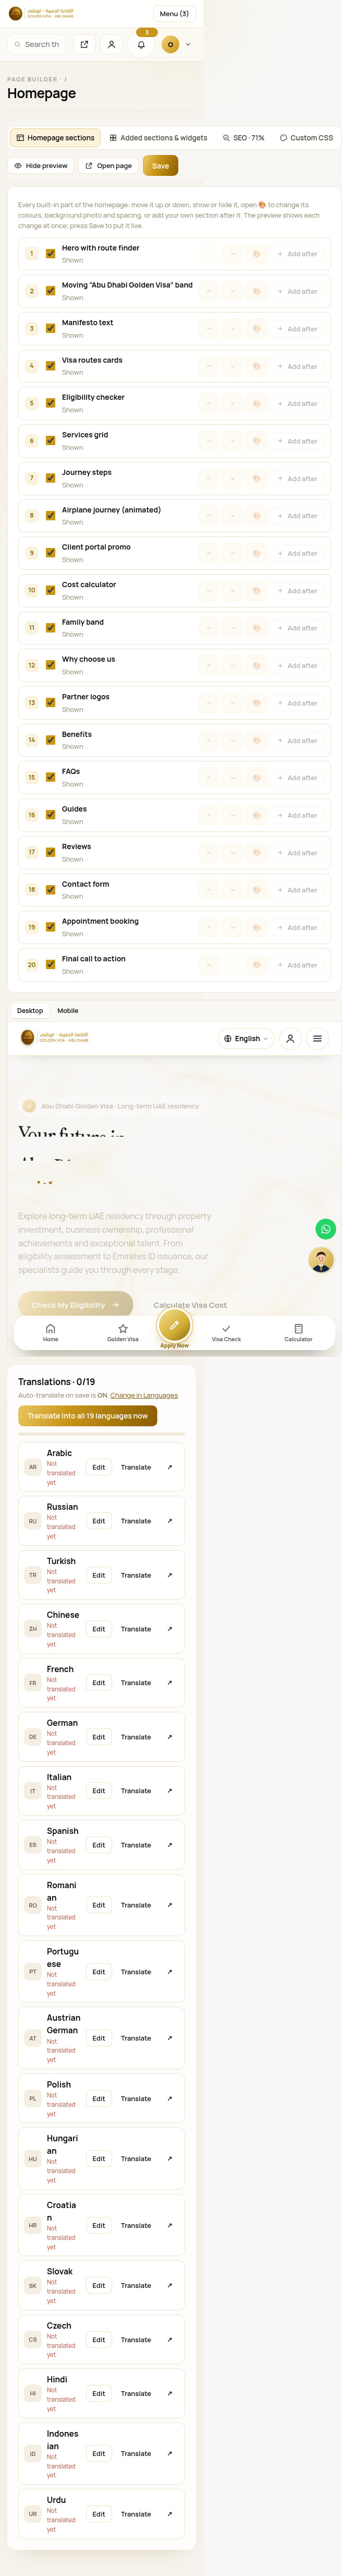 Menu (3)
Search th
3
O
PAGE BUILDER · /
Homepage
Homepage sections
Added sections & widgets
SEO · 71%
Custom CSS
Hide preview
Open page
Save
Every built-in part of the homepage: move it up or down, show or hide it, open 🎨 to change its
colours, background photo and spacing, or add your own section after it. The preview shows each
change at once; press Save to put it live.
1
Hero with route finder
Shown
Add after
2
Moving "Abu Dhabi Golden Visa" band
Shown
Add after
3
Manifesto text
Shown
Add after
4
Visa routes cards
Shown
Add after
5
Eligibility checker
Shown
Add after
6
Services grid
Shown
Add after
7
Journey steps
Shown
Add after
8
Airplane journey (animated)
Shown
Add after
9
Client portal promo
Shown
Add after
10
Cost calculator
Shown
Add after
11
Family band
Shown
Add after
12
Why choose us
Shown
Add after
13
Partner logos
Shown
Add after
14
Benefits
Shown
Add after
15
FAQs
Shown
Add after
16
Guides
Shown
Add after
17
Reviews
Shown
Add after
18
Contact form
Shown
Add after
19
Appointment booking
Shown
Add after
20
Final call to action
Shown
Add after
Desktop
Mobile
English
Abu Dhabi Golden Visa · Long-term UAE residency
Your future in
Explore long-term UAE residency through property
investment, business ownership, professional
achievements and exceptional talent. From
eligibility assessment to Emirates ID issuance, our
specialists guide you through every step.
Check My Eligibility
Calculate Visa Cost
Home
Golden Visa
Apply Now
Visa Check
Calculator
Translations · 0/19
Auto-translation on save is ON. Change in Languages
Translate into all 19 languages now
AR
Arabic
Not
translated
yet
Edit
Translate
↗
RU
Russian
Not
translated
yet
Edit
Translate
↗
TR
Turkish
Not
translated
yet
Edit
Translate
↗
ZH
Chinese
Not
translated
yet
Edit
Translate
↗
FR
French
Not
translated
yet
Edit
Translate
↗
DE
German
Not
translated
yet
Edit
Translate
↗
IT
Italian
Not
translated
yet
Edit
Translate
↗
ES
Spanish
Not
translated
yet
Edit
Translate
↗
RO
Romani
an
Not
translated
yet
Edit
Translate
↗
PT
Portugu
ese
Not
translated
yet
Edit
Translate
↗
AT
Austrian
German
Not
translated
yet
Edit
Translate
↗
PL
Polish
Not
translated
yet
Edit
Translate
↗
HU
Hungari
an
Not
translated
yet
Edit
Translate
↗
HR
Croatia
n
Not
translated
yet
Edit
Translate
↗
SK
Slovak
Not
translated
yet
Edit
Translate
↗
CS
Czech
Not
translated
yet
Edit
Translate
↗
HI
Hindi
Not
translated
yet
Edit
Translate
↗
ID
Indones
ian
Not
translated
yet
Edit
Translate
↗
UR
Urdu
Not
translated
yet
Edit
Translate
↗